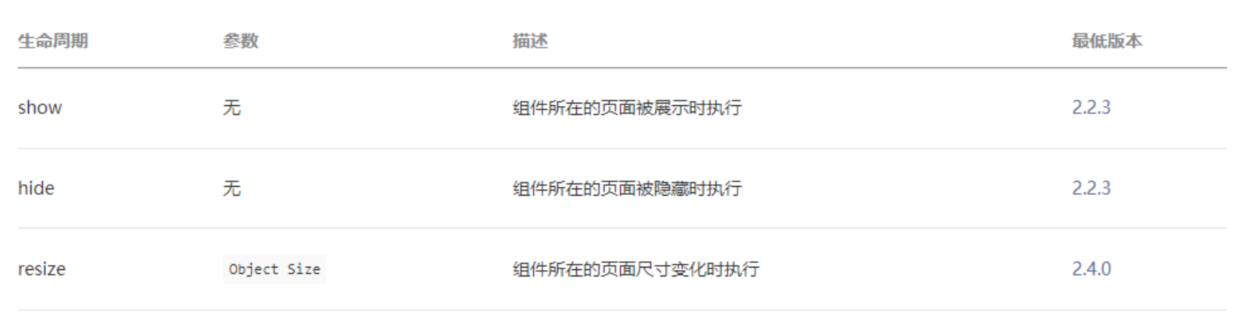 生命周期 参数 描述 最低版本
show 无 组件所在的页面被展示时执行 2.2.3
hide 无 组件所在的页面被隐藏时执行 2.2.3
resize Object Size 组件所在的页面尺寸变化时执行 2.4.0